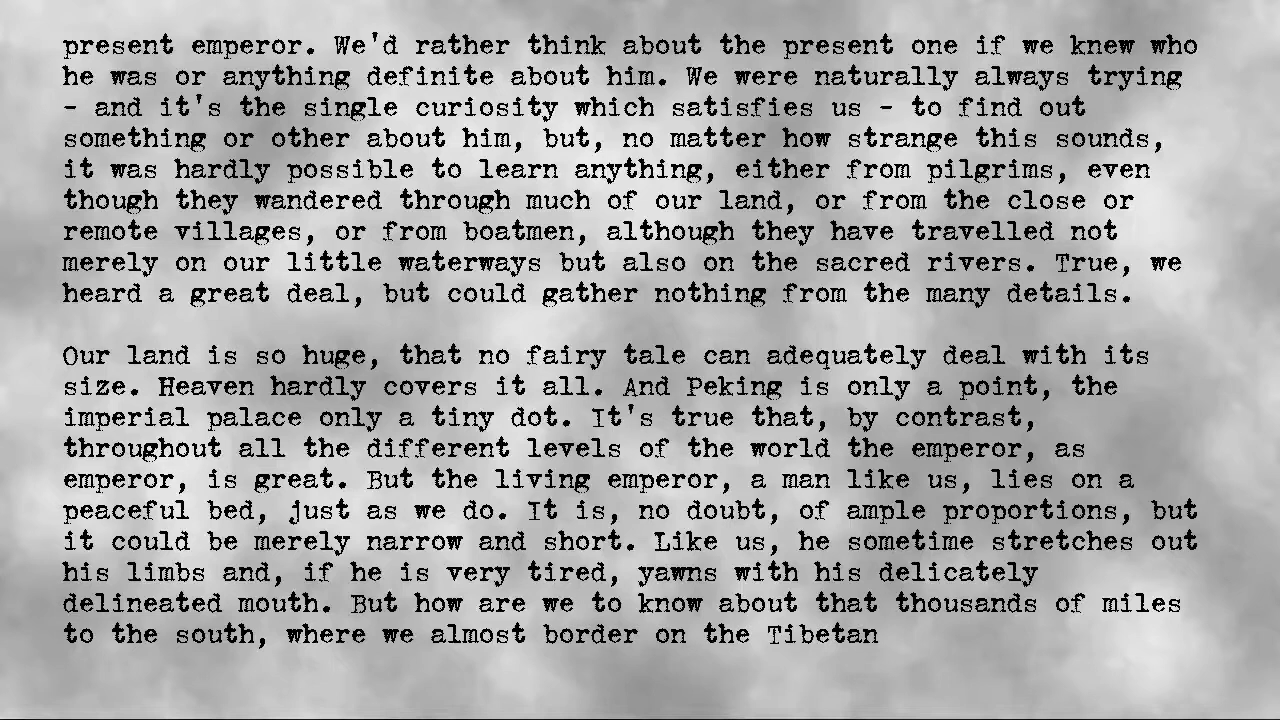 present emperor. We'd rather think about the present one if we knew who
he was or anything definite about him. We were naturally always trying
- and it's the single curiosity which satisfies us - to find out
something or other about him, but, no matter how strange this sounds,
it was hardly possible to learn anything, either from pilgrims, even
though they wandered through much of our land, or from the close or
remote villages, or from boatmen, although they have travelled not
merely on our little waterways but also on the sacred rivers. True, we
heard a great deal, but could gather nothing from the many details.

Our land is so huge, that no fairy tale can adequately deal with its
size. Heaven hardly covers it all. And Peking is only a point, the
imperial palace only a tiny dot. It's true that, by contrast,
throughout all the different levels of the world the emperor, as
emperor, is great. But the living emperor, a man like us, lies on a
peaceful bed, just as we do. It is, no doubt, of ample proportions, but
it could be merely narrow and short. Like us, he sometime stretches out
his limbs and, if he is very tired, yawns with his delicately
delineated mouth. But how are we to know about that thousands of miles
to the south, where we almost border on the Tibetan